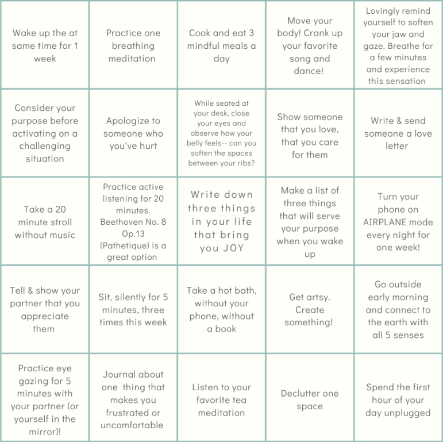 Wake up the at
same time for 1
week
Practice one
breathing
meditation
Cook and eat 3
mindful meals a
day
Move your
body! Crank up
your favorite
song and
dance!
Lovingly remind
yourself to soften
your jaw and
gaze. Breathe for
a few minutes
and experience
this sensation
Consider your
purpose before
activating on a
challenging
situation
Apologize to
someone who
you've hurt
While seated at
your desk, close
your eyes and
observe how your
belly feels-- can you
soften the spaces
between your ribs?
Show someone
that you love,
that you care
for them
Write & send
someone a love
letter
Take a 20
minute stroll
without music
Practice active
listening for 20
minutes.
Beethoven No. 8
Op.13
(Pathetique) is a
great option
Write down
three things
in your life
that bring
you JOY
Make a list of
three things
that will serve
your purpose
when you wake
up
Turn your
phone on
AIRPLANE mode
every night for
one week!
Tell & show your
partner that you
appreciate
them
Sit, silently for 5
minutes, three
times this week
Take a hot bath,
without your
phone, without
a book
Get artsy.
Create
something!
Go outside
early morning
and connect to
the earth with
all 5 senses
Practice eye
gazing for 5
minutes with
your partner (or
yourself in the
mirror)!
Journal about
one thing that
makes you
frustrated or
uncomfortable
Listen to your
favorite tea
meditation
Declutter one
space
Spend the first
hour of your
day unplugged